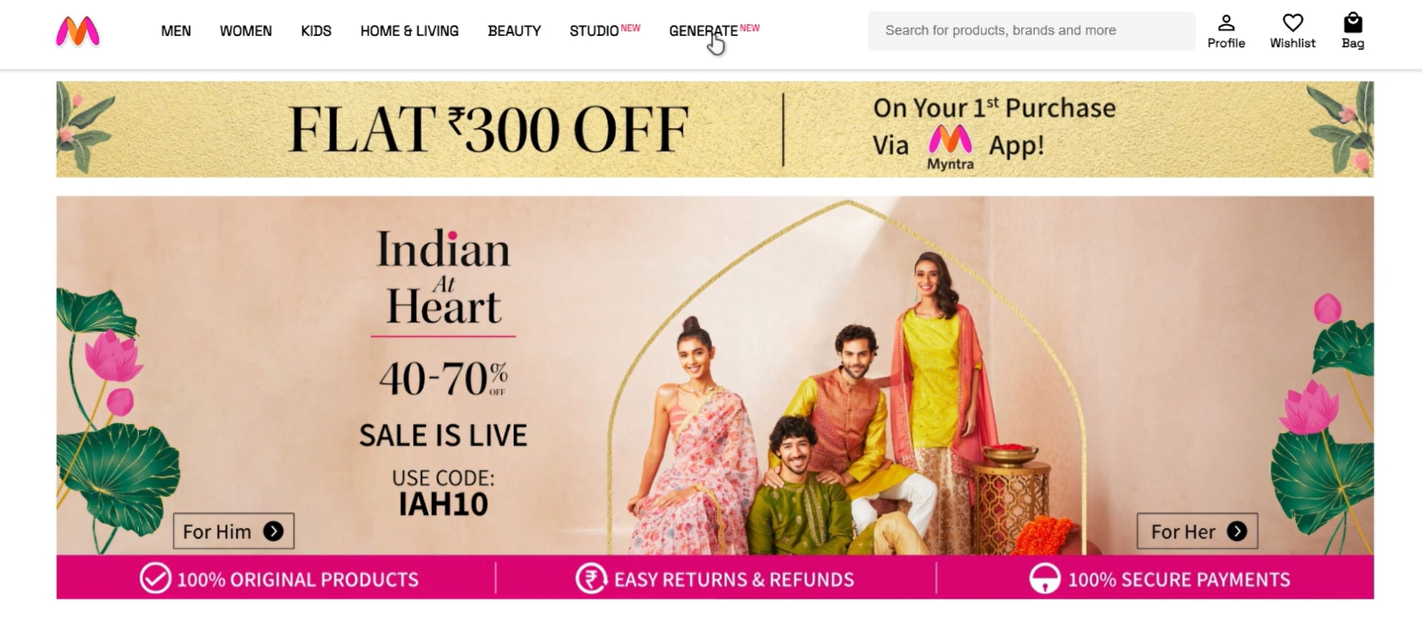 MEN WOMEN KIDS HOME & LIVING BEAUTY STUDIO NEW GENERATE NEW Search for products, brands and more Profile Wishlist Bag
FLAT ₹300 OFF
On Your 1st Purchase
Via Myntra App!
Indian
At
Heart
40-70% OFF
SALE IS LIVE
USE CODE:
IAH10
For Him
For Her
100% ORIGINAL PRODUCTS EASY RETURNS & REFUNDS 100% SECURE PAYMENTS